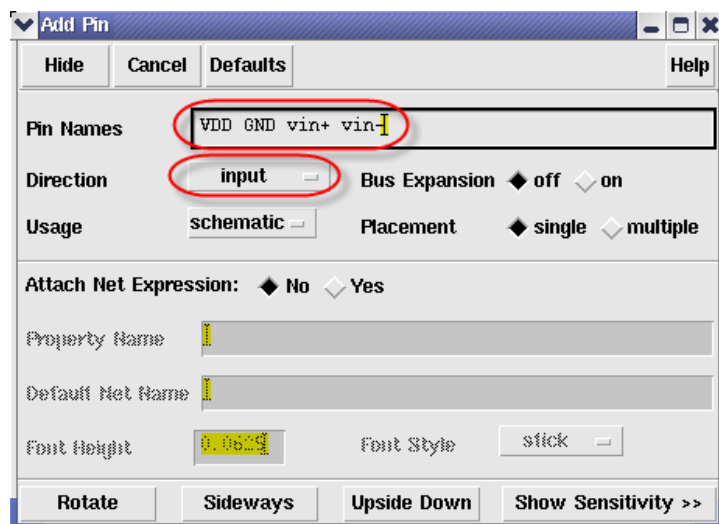 Add Pin
Hide Cancel Defaults Help
Pin Names VDD GND vin+ vin-
Direction input Bus Expansion off on
Usage schematic Placement single multiple
Attach Net Expression: No Yes
Property Name
Default Net Name
Font Height 0.0625 Font Style stick
Rotate Sideways Upside Down Show Sensitivity >>